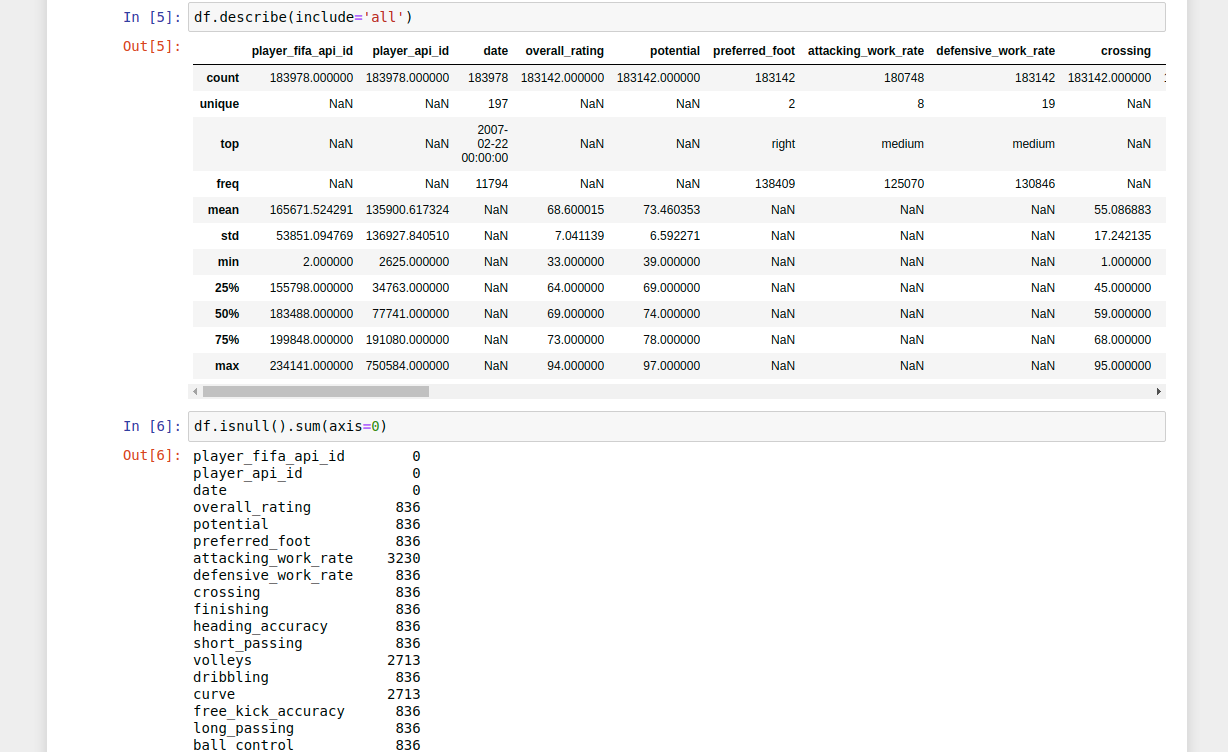 In [5]: df.describe(include='all')
Out[5]:
player_fifa_api_id player_api_id date overall_rating potential preferred_foot attacking_work_rate defensive_work_rate crossing
count 183978.000000 183978.000000 183978 183142.000000 183142.000000 183142 180748 183142 183142.000000
unique NaN NaN 197 NaN NaN 2 8 19 NaN
top NaN NaN 2007-02-22 00:00:00 NaN NaN right medium medium NaN
freq NaN NaN 11794 NaN NaN 138409 125070 130846 NaN
mean 165671.524291 135900.617324 NaN 68.600015 73.460353 NaN NaN NaN 55.086883
std 53851.094769 136927.840510 NaN 7.041139 6.592271 NaN NaN NaN 17.242135
min 2.000000 2625.000000 NaN 33.000000 39.000000 NaN NaN NaN 1.000000
25% 155798.000000 34763.000000 NaN 64.000000 69.000000 NaN NaN NaN 45.000000
50% 183488.000000 77741.000000 NaN 69.000000 74.000000 NaN NaN NaN 59.000000
75% 199848.000000 191080.000000 NaN 73.000000 78.000000 NaN NaN NaN 68.000000
max 234141.000000 750584.000000 NaN 94.000000 97.000000 NaN NaN NaN 95.000000
In [6]: df.isnull().sum(axis=0)
Out[6]: player_fifa_api_id 0
player_api_id 0
date 0
overall_rating 836
potential 836
preferred_foot 836
attacking_work_rate 3230
defensive_work_rate 836
crossing 836
finishing 836
heading_accuracy 836
short_passing 836
volleys 2713
dribbling 836
curve 2713
free_kick_accuracy 836
long_passing 836
ball_control 836